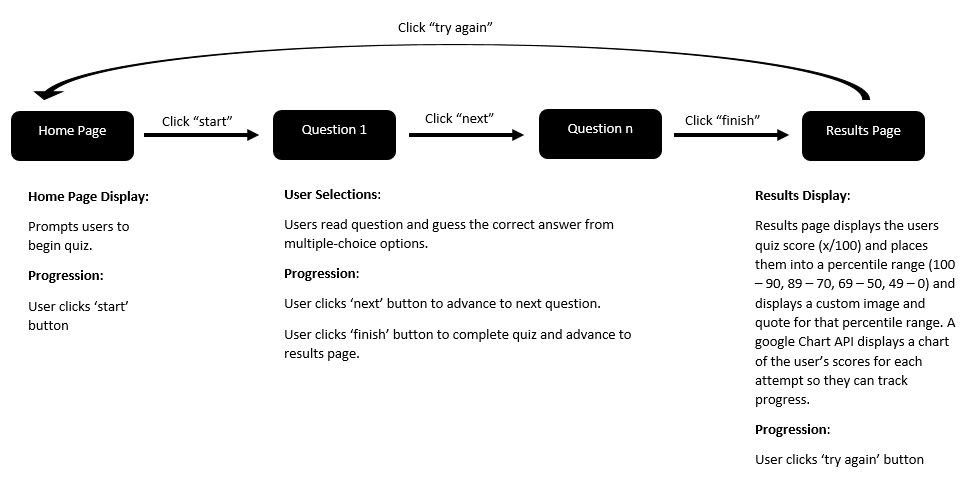 Click “try again”
Home Page
Click “start”
Question 1
Click “next”
Question n
Click “finish”
Results Page
Home Page Display:
Prompts users to
begin quiz.
Progression:
User clicks ‘start’
button
User Selections:
Users read question and guess the correct answer from
multiple-choice options.
Progression:
User clicks ‘next’ button to advance to next question.
User clicks ‘finish’ button to complete quiz and advance to
results page.
Results Display:
Results page displays the users
quiz score (x/100) and places
them into a percentile range (100
– 90, 89 – 70, 69 – 50, 49 – 0) and
displays a custom image and
quote for that percentile range. A
google Chart API displays a chart
of the user’s scores for each
attempt so they can track
progress.
Progression:
User clicks ‘try again’ button